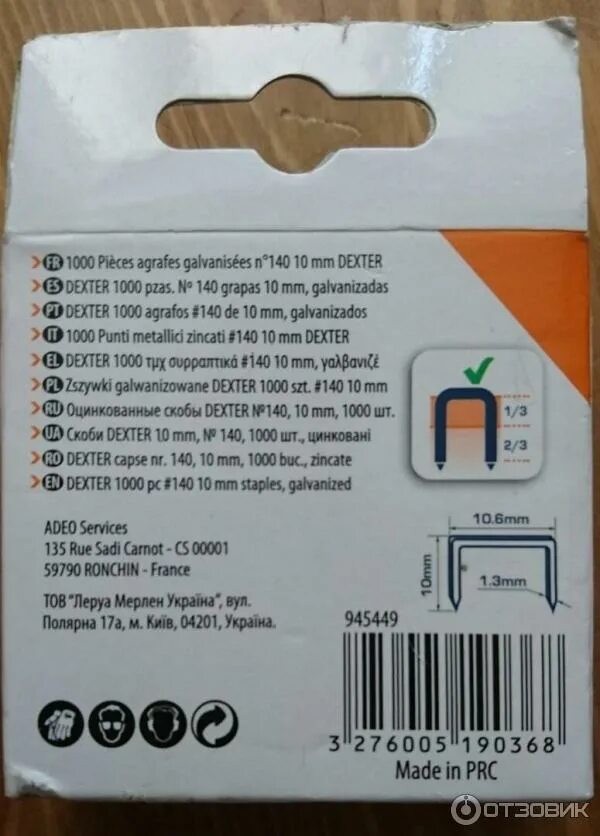 FR 1000 Pièces agrafes galvanisées n°140 10 mm DEXTER
ES DEXTER 1000 pzas. Nº 140 grapas 10 mm, galvanizadas
PT DEXTER 1000 agrafos #140 de 10 mm, galvanizados
IT 1000 Punti metallici zincati #140 10 mm DEXTER
EL DEXTER 1000 τμχ συρραπτικά #140 10 mm, γαλβανιζέ
PL Zszywki galwanizowane DEXTER 1000 szt. #140 10 mm
RU Оцинкованные скобы DEXTER №140, 10 mm, 1000 шт.
UA Скоби DEXTER 10 mm, № 140, 1000 шт., цинковані
RO DEXTER capse nr. 140, 10 mm, 1000 buc., zincate
EN DEXTER 1000 pc #140 10 mm staples, galvanized
1/3
2/3
ADEO Services
135 Rue Sadi Carnot - CS 00001
59790 RONCHIN - France
ТОВ "Леруа Мерлен Україна", вул.
Полярна 17а, м. Київ, 04201, Україна.
10.6mm
10mm
1.3mm
945449
3 276005 190368
Made in PRC
ОТЗОВИК